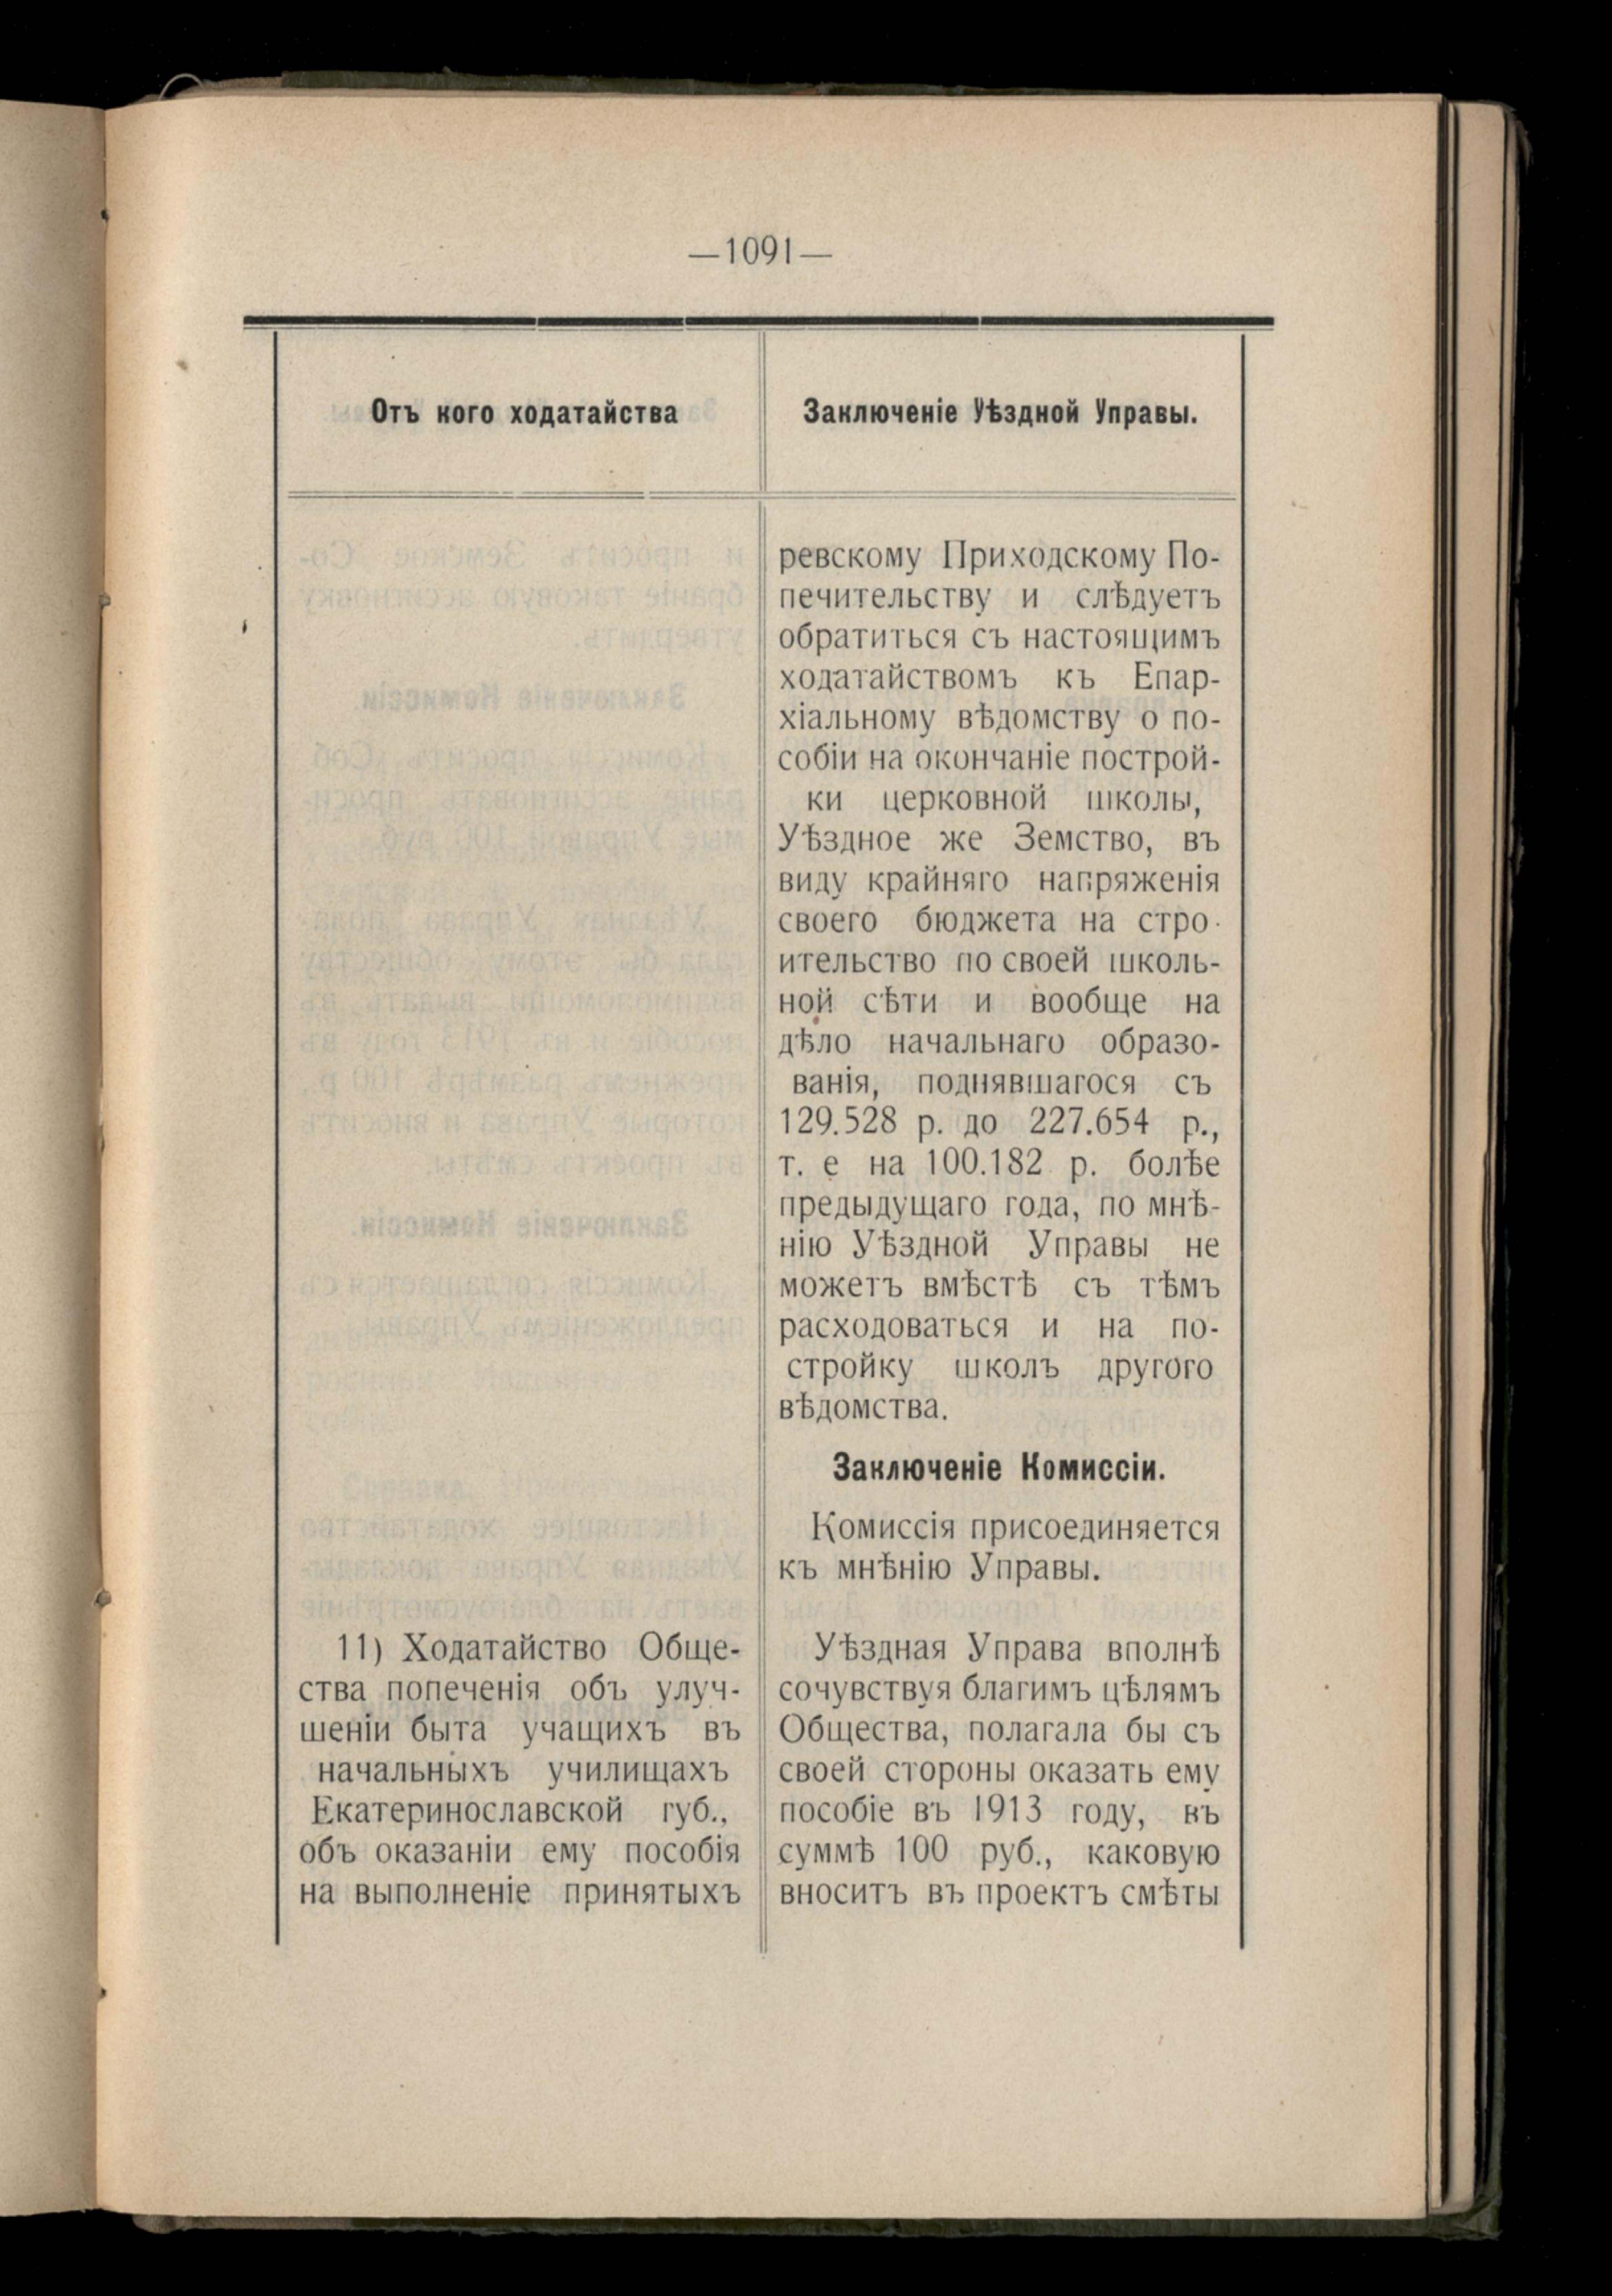 —1091—
Отъ кого ходатайства
Заключеніе Уѣздной Управы.
ревскому Приходскому По-
печительству и слѣдуетъ
обратиться съ настоящимъ
ходатайствомъ къ Епар-
хіальному вѣдомству о по-
собіи на окончаніе построй-
ки церковной школы,
Уѣздное же Земство, въ
виду крайняго напряженія
своего бюджета на стро-
ительство по своей школь-
ной сѣти и вообще на
дѣло начальнаго образо-
ванія, поднявшагося съ
129.528 р. до 227.654 р.,
т. е на 100.182 р. болѣе
предыдущаго года, по мнѣ-
нію Уѣздной Управы не
можетъ вмѣстѣ съ тѣмъ
расходоваться и на по-
стройку школъ другого
вѣдомства.
Заключеніе Комиссіи.
Комиссія присоединяется
къ мнѣнію Управы.
11) Ходатайство Обще-
ства попеченія объ улуч-
шеніи быта учащихъ въ
начальныхъ училищахъ
Екатеринославской губ.,
объ оказаніи ему пособія
на выполненіе принятыхъ
Уѣздная Управа вполнѣ
сочувствуя благимъ цѣлямъ
Общества, полагала бы съ
своей стороны оказать ему
пособіе въ 1913 году, въ
суммѣ 100 руб., каковую
вноситъ въ проектъ смѣты